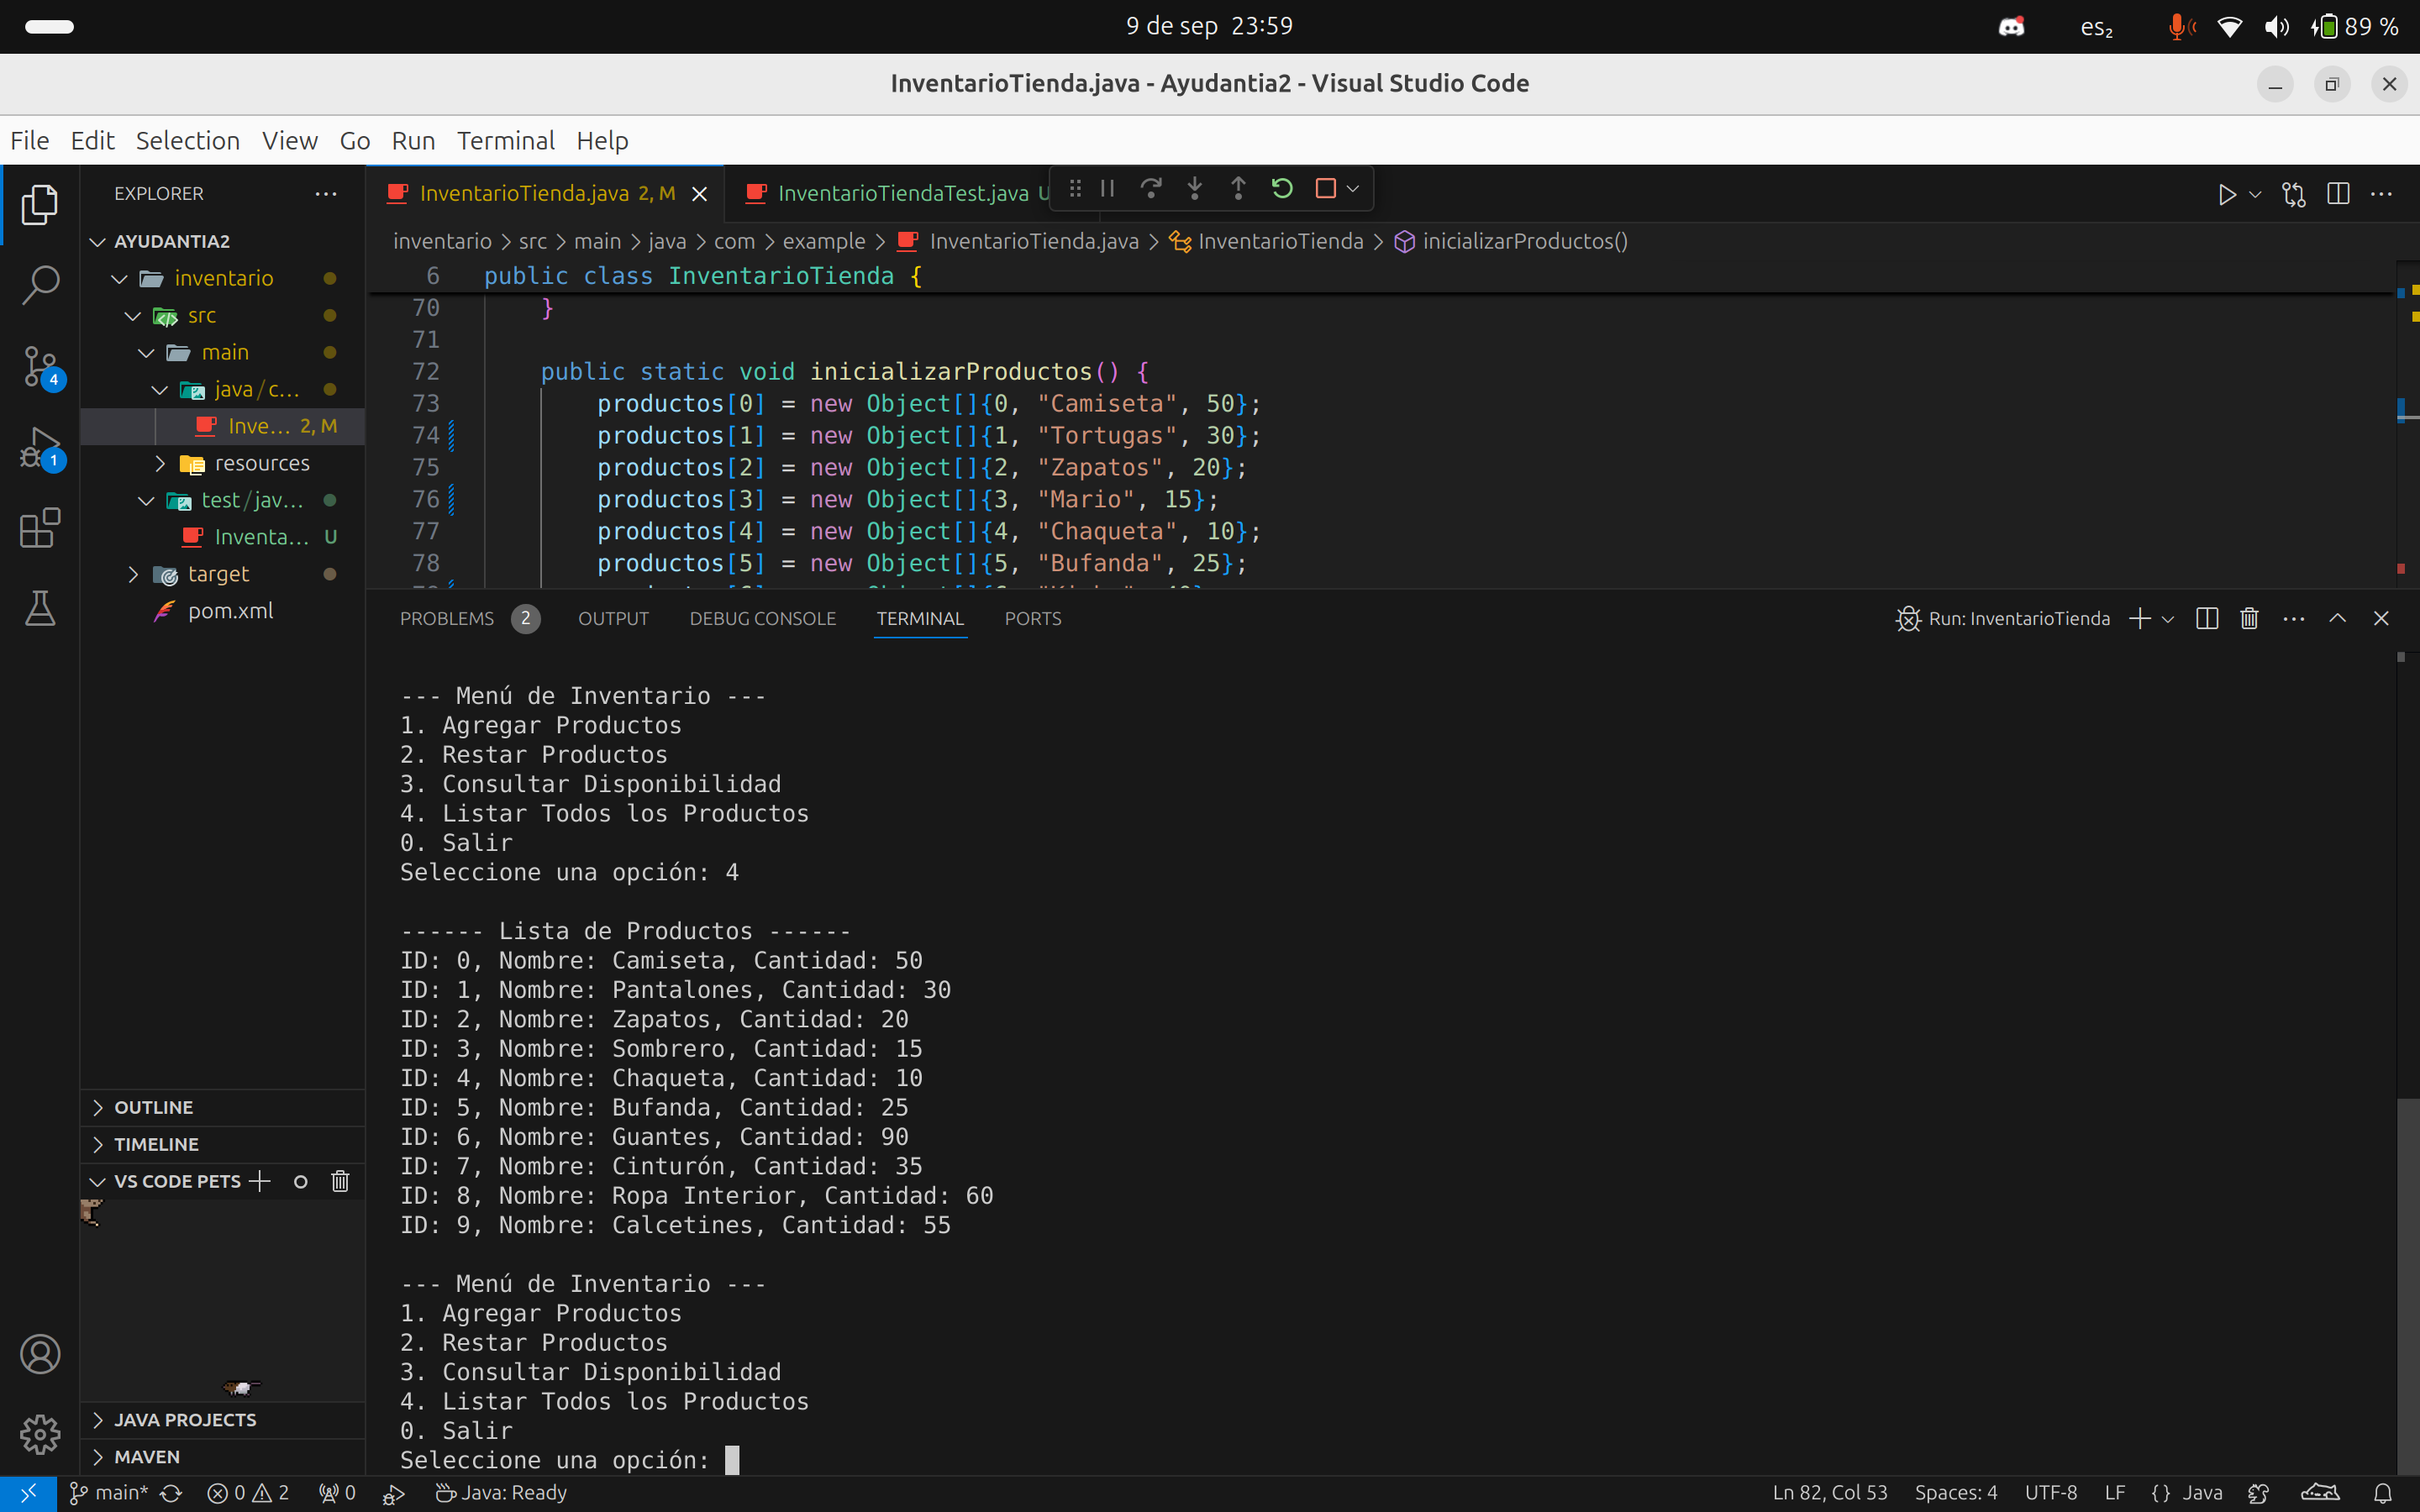 9 de sep 23:59
es₂
89 %
InventarioTienda.java - Ayudantia2 - Visual Studio Code
File Edit Selection View Go Run Terminal Help
EXPLORER
InventarioTienda.java 2, M
InventarioTiendaTest.java U
AYUDANTIA2
inventario > src > main > java > com > example > InventarioTienda.java > InventarioTienda > inicializarProductos()
inventario
src
main
java/c...
Inve... 2, M
resources
test/jav...
Inventa... U
target
pom.xml
4
1
6 public class InventarioTienda {
70 }
71
72 public static void inicializarProductos() {
73 productos[0] = new Object[]{0, "Camiseta", 50};
74 productos[1] = new Object[]{1, "Tortugas", 30};
75 productos[2] = new Object[]{2, "Zapatos", 20};
76 productos[3] = new Object[]{3, "Mario", 15};
77 productos[4] = new Object[]{4, "Chaqueta", 10};
78 productos[5] = new Object[]{5, "Bufanda", 25};
PROBLEMS 2 OUTPUT DEBUG CONSOLE TERMINAL PORTS
Run: InventarioTienda
--- Menú de Inventario ---
1. Agregar Productos
2. Restar Productos
3. Consultar Disponibilidad
4. Listar Todos los Productos
0. Salir
Seleccione una opción: 4
------ Lista de Productos ------
ID: 0, Nombre: Camiseta, Cantidad: 50
ID: 1, Nombre: Pantalones, Cantidad: 30
ID: 2, Nombre: Zapatos, Cantidad: 20
ID: 3, Nombre: Sombrero, Cantidad: 15
ID: 4, Nombre: Chaqueta, Cantidad: 10
ID: 5, Nombre: Bufanda, Cantidad: 25
ID: 6, Nombre: Guantes, Cantidad: 90
ID: 7, Nombre: Cinturón, Cantidad: 35
ID: 8, Nombre: Ropa Interior, Cantidad: 60
ID: 9, Nombre: Calcetines, Cantidad: 55
--- Menú de Inventario ---
1. Agregar Productos
2. Restar Productos
3. Consultar Disponibilidad
4. Listar Todos los Productos
0. Salir
Seleccione una opción:
OUTLINE
TIMELINE
VS CODE PETS
JAVA PROJECTS
MAVEN
main* 0 2 0 Java: Ready
Ln 82, Col 53 Spaces: 4 UTF-8 LF {} Java